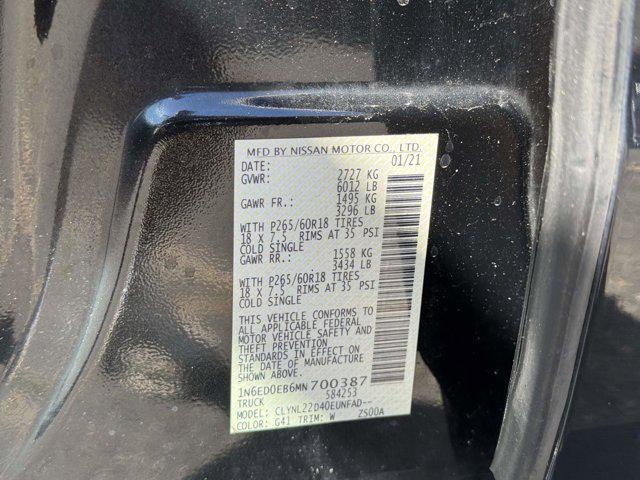 MFD BY NISSAN MOTOR CO., LTD.
DATE: 01/21
GVWR: 2727 KG
6012 LB
GAWR FR.: 1495 KG
3296 LB
WITH P265/60R18 TIRES
18 X 7.5 RIMS AT 35 PSI
COLD SINGLE
GAWR RR.: 1558 KG
3434 LB
WITH P265/60R18 TIRES
18 X 7.5 RIMS AT 35 PSI
COLD SINGLE
THIS VEHICLE CONFORMS TO
ALL APPLICABLE FEDERAL
MOTOR VEHICLE SAFETY AND
THEFT PREVENTION
STANDARDS IN EFFECT ON
THE DATE OF MANUFACTURE
SHOWN ABOVE.
1N6ED0EB6MN700387
TRUCK 584253
MODEL: CLYNL22D40EUNFAD--
COLOR: G41 TRIM: W ZS00A